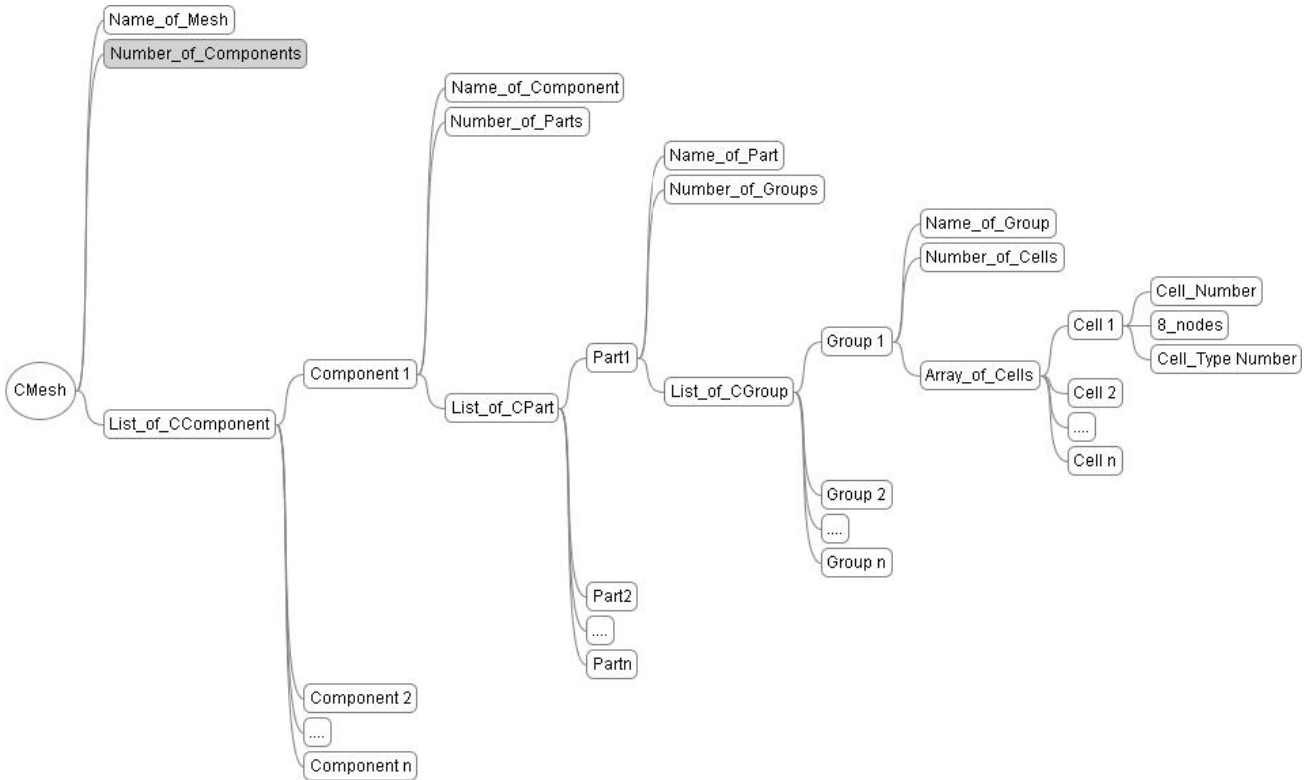 Name_of_Mesh
Number_of_Components
Name_of_Component
Number_of_Parts
Name_of_Part
Number_of_Groups
Name_of_Group
Number_of_Cells
Cell_Number
8_nodes
Cell_Type Number
Cell 1
Group 1
Part1
Component 1
Array_of_Cells
CMesh
List_of_CGroup
Cell 2
List_of_CPart
List_of_CComponent
....
Cell n
Group 2
....
Group n
Part2
....
Partn
Component 2
....
Component n